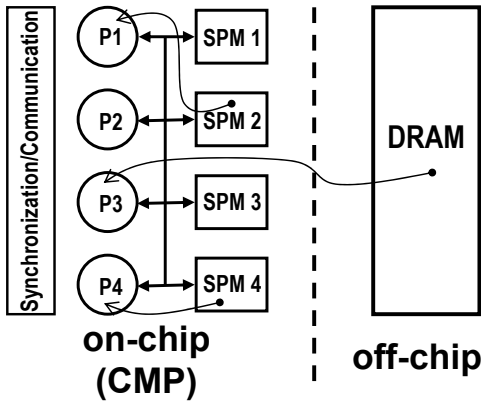 Synchronization/Communication
P1
SPM 1
P2
SPM 2
P3
SPM 3
P4
SPM 4
DRAM
on-chip
(CMP)
off-chip